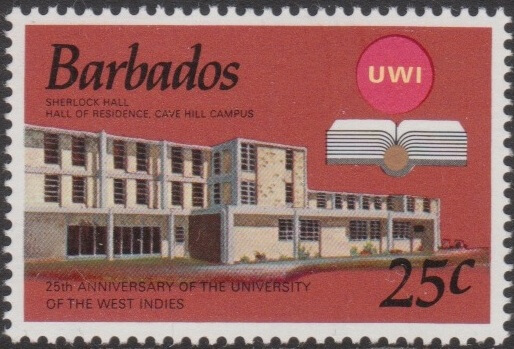 Barbados
SHERLOCK HALL
HALL OF RESIDENCE, CAVE HILL CAMPUS
UWI
25th ANNIVERSARY OF THE UNIVERSITY
OF THE WEST INDIES
25c